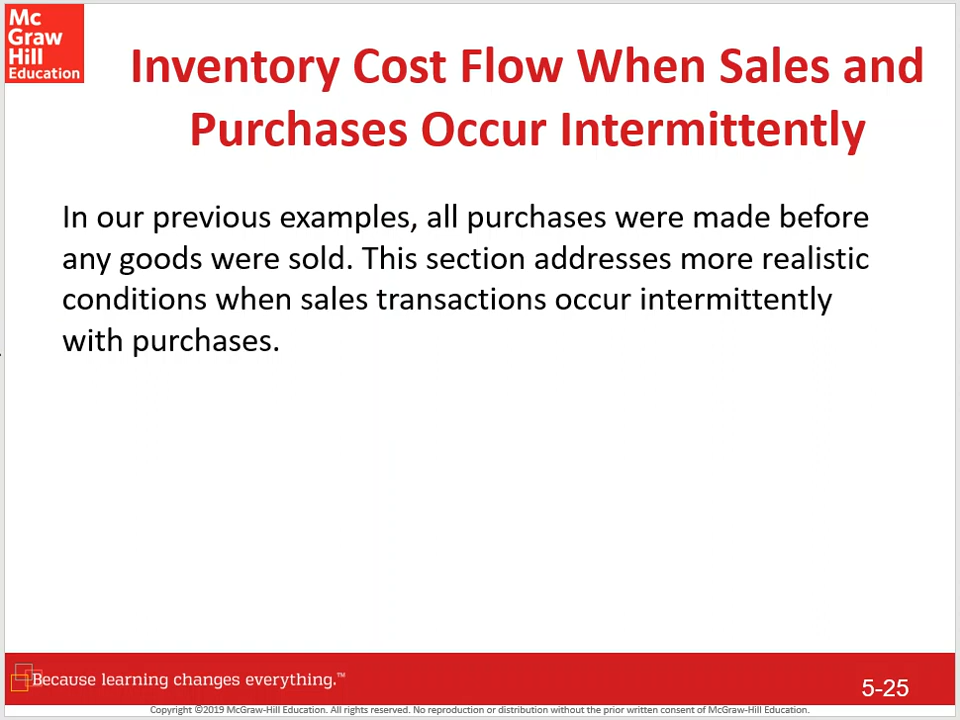 Mc
Graw
Hill
Education
Inventory Cost Flow When Sales and
Purchases Occur Intermittently
In our previous examples, all purchases were made before
any goods were sold. This section addresses more realistic
conditions when sales transactions occur intermittently
with purchases.
Because learning changes everything.™
5-25
Copyright ©2019 McGraw-Hill Education. All rights reserved. No reproduction or distribution without the prior written consent of McGraw-Hill Education.